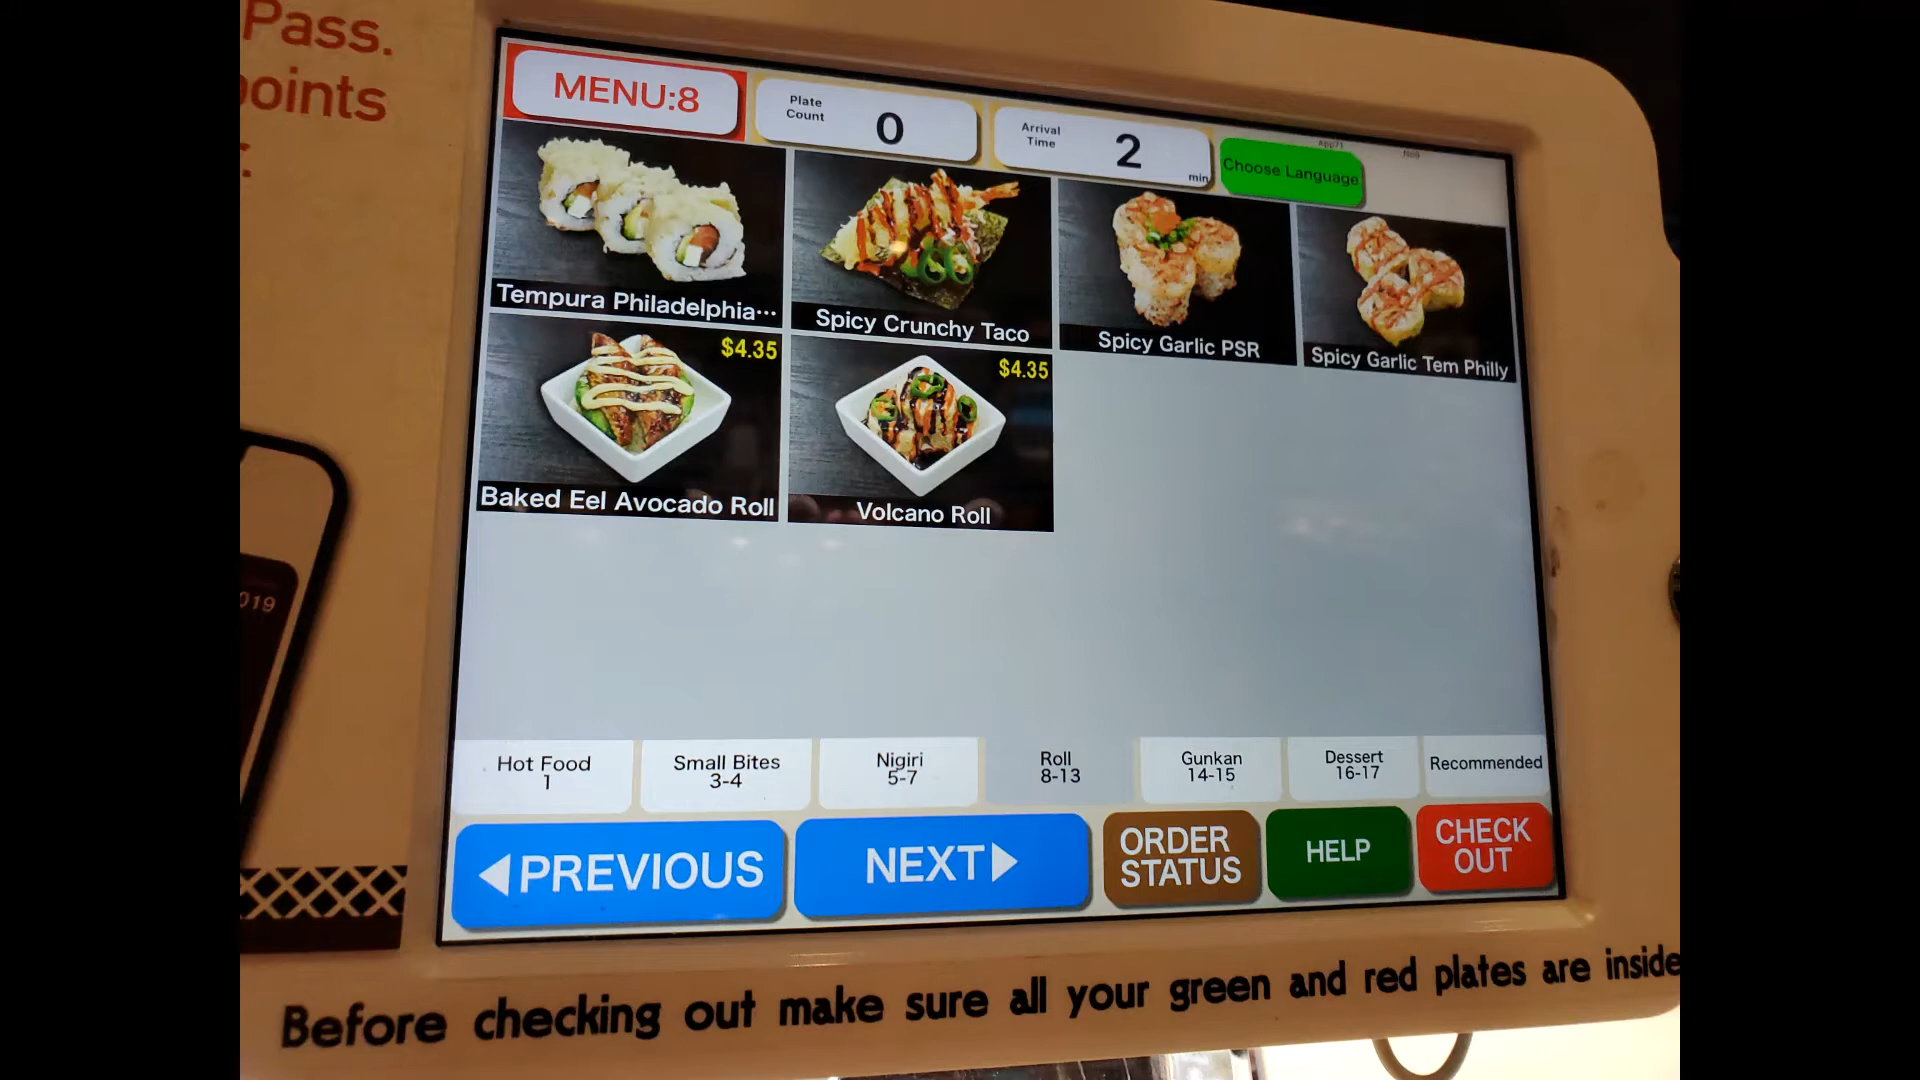 Pass.
points
r.
019
MENU:8
Plate
Count
0
Arrival
Time
2
min
App71
No9
Choose Language
Tempura Philadelphia…
Spicy Crunchy Taco
Spicy Garlic PSR
Spicy Garlic Tem Philly
$4.35
Baked Eel Avocado Roll
$4.35
Volcano Roll
Hot Food
1
Small Bites
3-4
Nigiri
5-7
Roll
8-13
Gunkan
14-15
Dessert
16-17
Recommended
◀PREVIOUS
NEXT▶
ORDER
STATUS
HELP
CHECK
OUT
Before checking out make sure all your green and red plates are inside